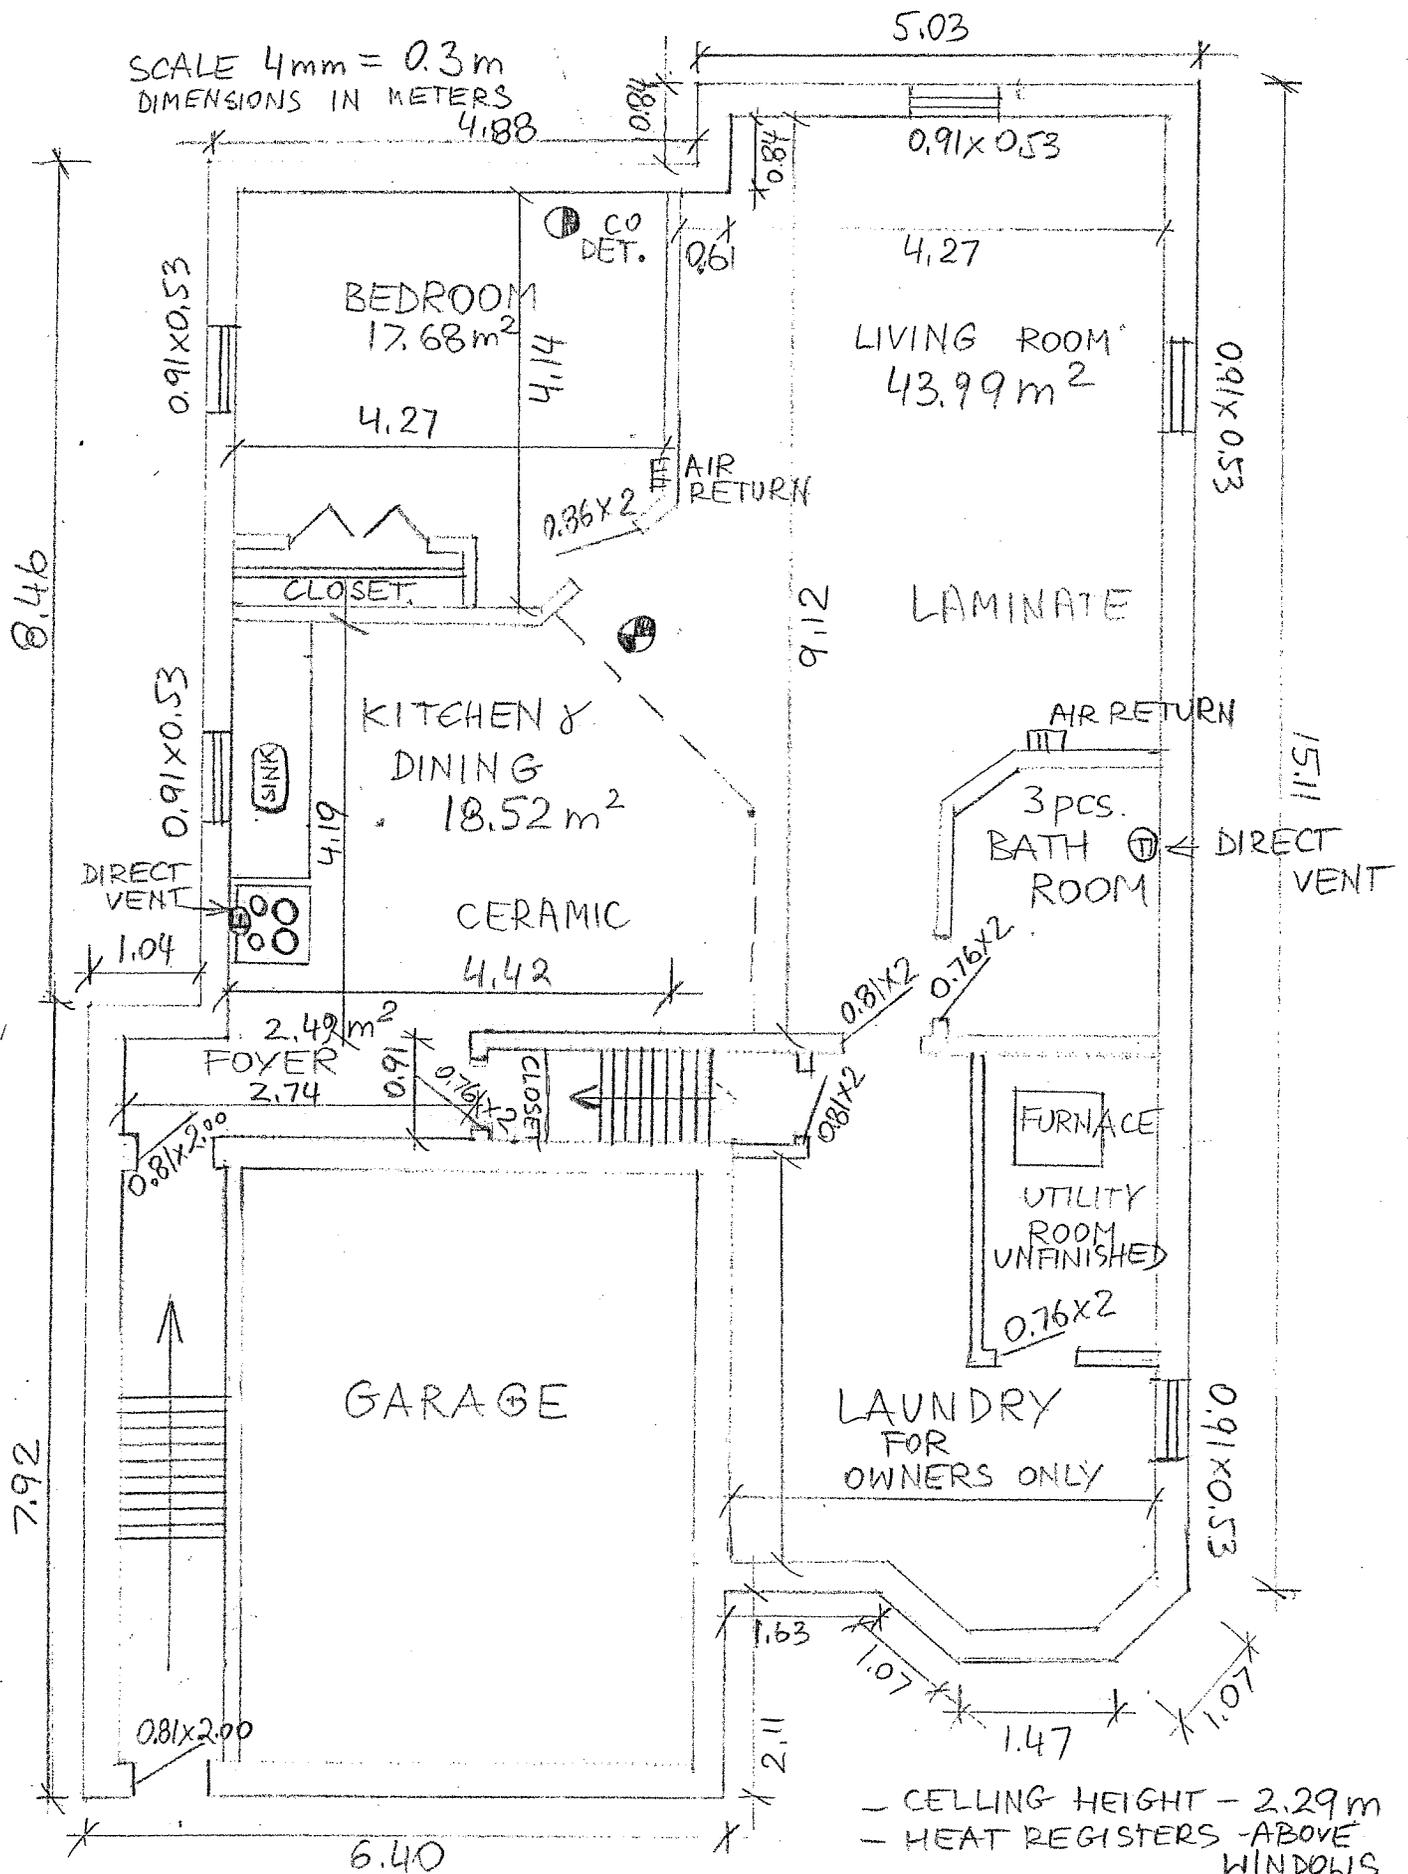 5.03
SCALE 4mm = 0.3m
DIMENSIONS IN METERS
4.88
0.84
0.91x0.53
0.84
CO
DET.
0.61
4.27
0.91x0.53
BEDROOM
17.68m²
4.14
LIVING ROOM
43.99m²
0.91x0.53
4.27
AIR
RETURN
0.86x2
8.46
CLOSET.
9.12
LAMINATE
0.91x0.53
KITCHEN &
DINING
18.52m²
SINK
4.19
AIR RETURN
15.11
3pcs.
BATH
ROOM
T
DIRECT
VENT
DIRECT
VENT
CERAMIC
1.04
4.42
0.81x2
0.76x2
2.49m²
FOYER
2.74
0.91
0.76x2
CLOSET
0.81x2
FURNACE
0.81x2.00
UTILITY
ROOM
UNFINISHED
0.76x2
GARAGE
LAUNDRY
FOR
OWNERS ONLY
0.91x0.53
7.92
1.63
1.07
1.07
1.47
2.11
0.81x2.00
6.40
– CELLING HEIGHT – 2.29m
– HEAT REGISTERS -ABOVE
WINDOWS